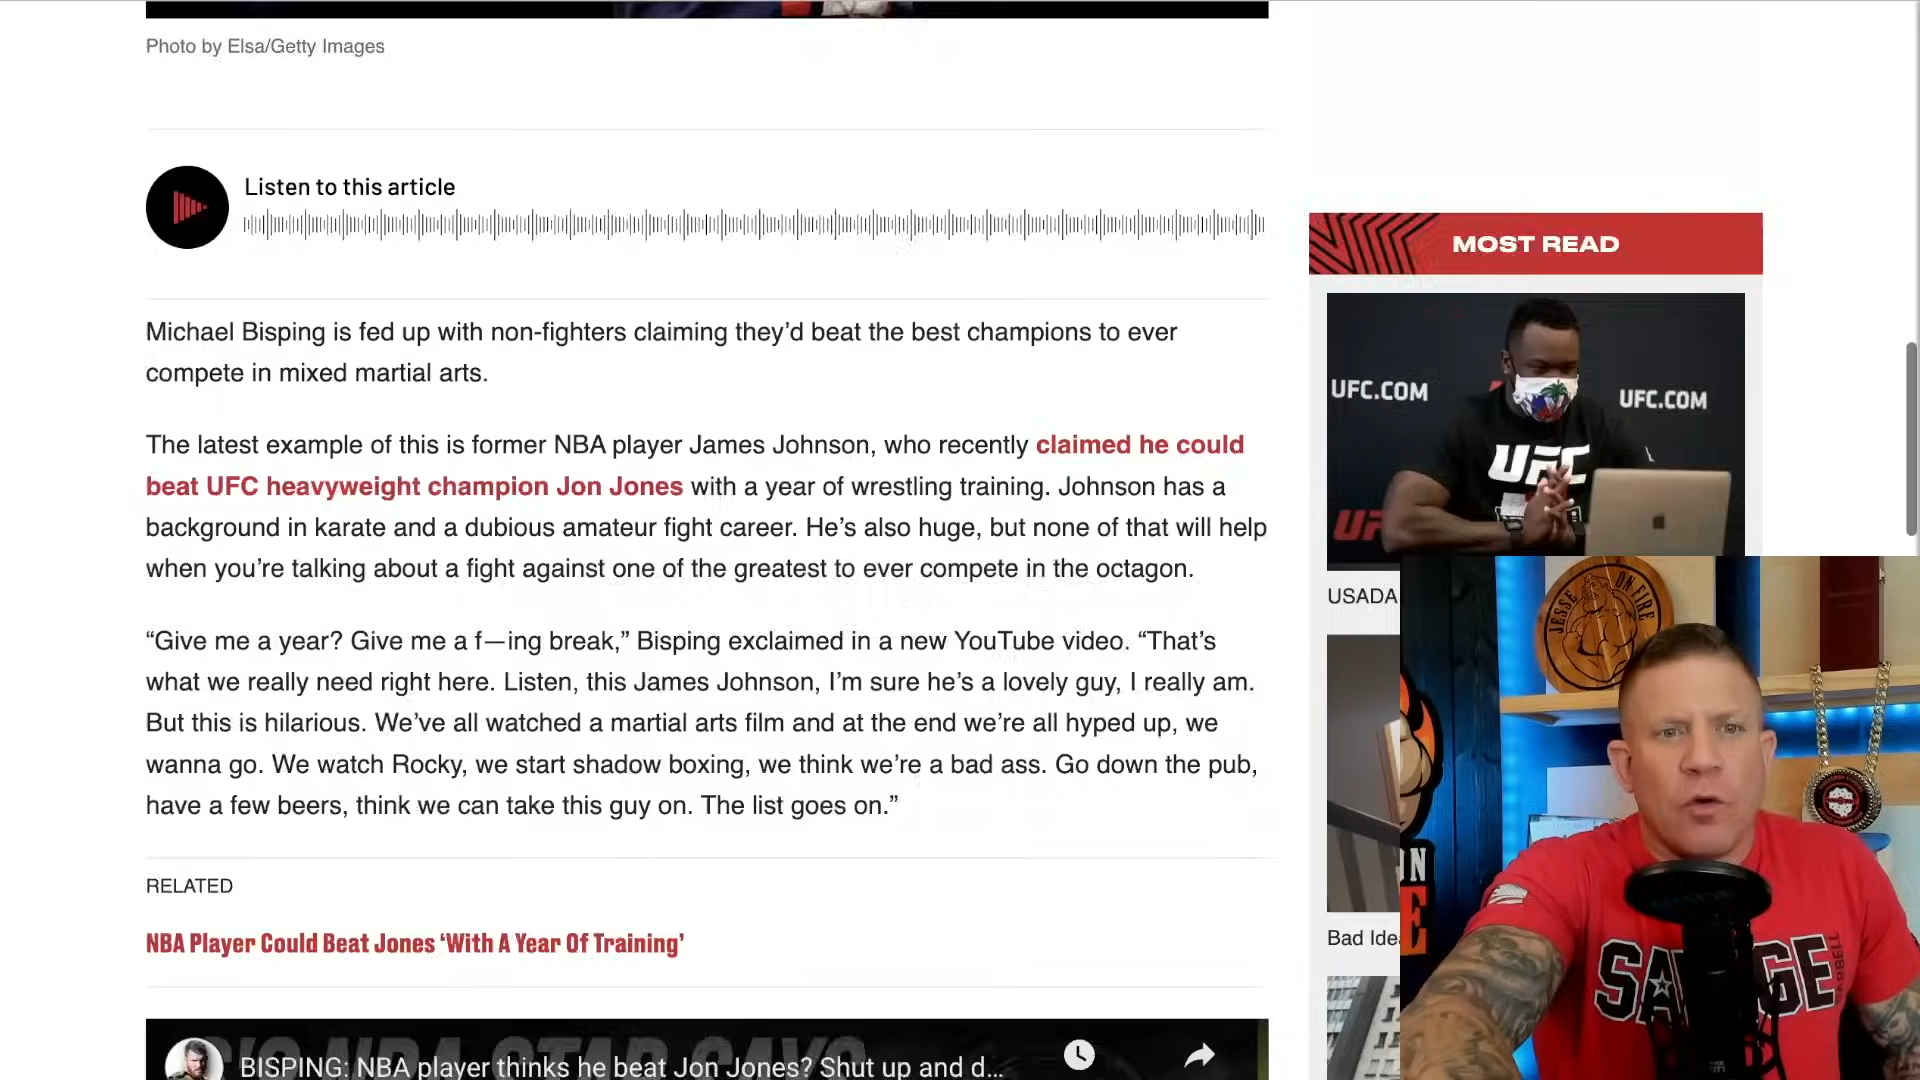 Photo by Elsa/Getty Images
Listen to this article
MOST READ
UFC.COM
UFC.COM
UFC
UF
Michael Bisping is fed up with non-fighters claiming they’d beat the best champions to ever
compete in mixed martial arts.
The latest example of this is former NBA player James Johnson, who recently claimed he could
beat UFC heavyweight champion Jon Jones with a year of wrestling training. Johnson has a
background in karate and a dubious amateur fight career. He’s also huge, but none of that will help
when you’re talking about a fight against one of the greatest to ever compete in the octagon.
“Give me a year? Give me a f—ing break,” Bisping exclaimed in a new YouTube video. “That’s
what we really need right here. Listen, this James Johnson, I’m sure he’s a lovely guy, I really am.
But this is hilarious. We’ve all watched a martial arts film and at the end we’re all hyped up, we
wanna go. We watch Rocky, we start shadow boxing, we think we’re a bad ass. Go down the pub,
have a few beers, think we can take this guy on. The list goes on.”
RELATED
NBA Player Could Beat Jones ‘With A Year Of Training’
BISPING: NBA player thinks he beat Jon Jones? Shut up and d...
USADA
Bad Ide
JESSE ON FIRE
N
E
BARBELL